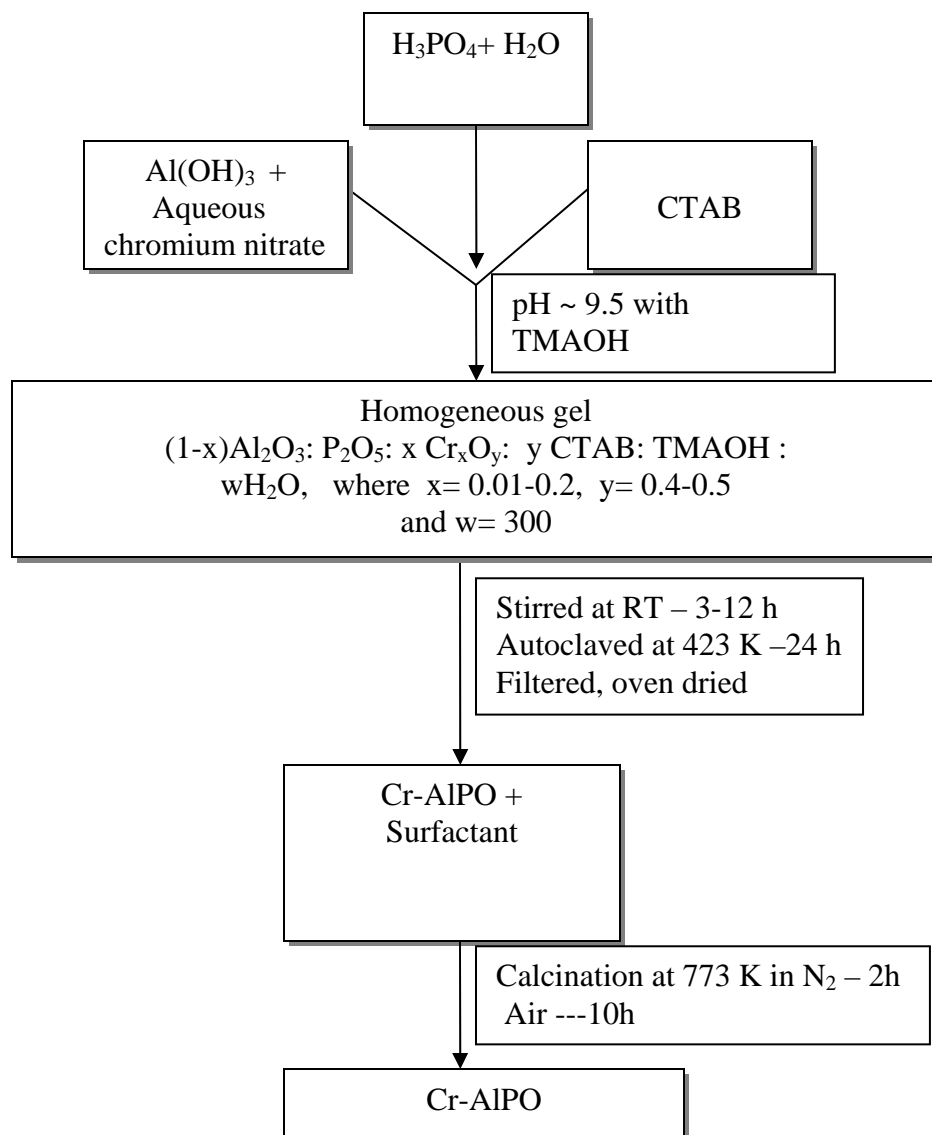 H₃PO₄+ H₂O
Al(OH)₃ +
Aqueous
chromium nitrate
CTAB
pH ~ 9.5 with
TMAOH
Homogeneous gel
(1-x)Al₂O₃: P₂O₅: x CrₓOᵧ: y CTAB: TMAOH :
wH₂O, where x= 0.01-0.2, y= 0.4-0.5
and w= 300
Stirred at RT – 3-12 h
Autoclaved at 423 K –24 h
Filtered, oven dried
Cr-AlPO +
Surfactant
Calcination at 773 K in N₂ – 2h
Air ---10h
Cr-AlPO